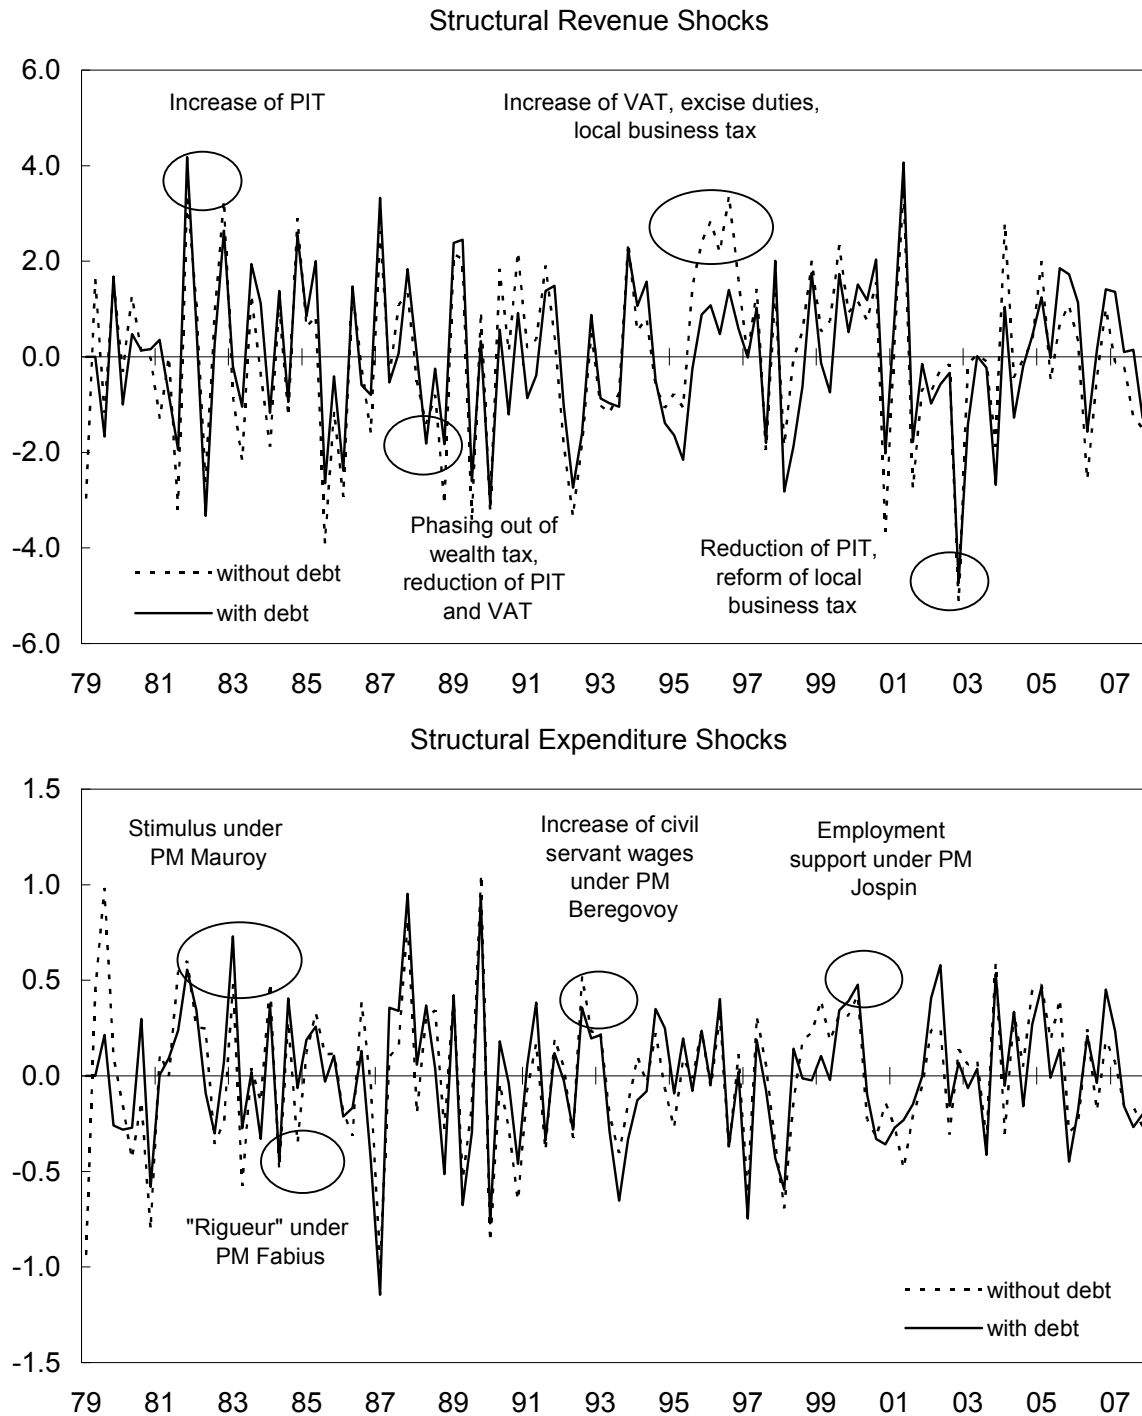 Structural Revenue Shocks
6.0
4.0
2.0
0.0
-2.0
-4.0
-6.0
Increase of PIT
Increase of VAT, excise duties,
local business tax
Phasing out of
wealth tax,
reduction of PIT
and VAT
Reduction of PIT,
reform of local
business tax
without debt
with debt
79 81 83 85 87 89 91 93 95 97 99 01 03 05 07
Structural Expenditure Shocks
1.5
1.0
0.5
0.0
-0.5
-1.0
-1.5
Stimulus under
PM Mauroy
Increase of civil
servant wages
under PM
Beregovoy
Employment
support under PM
Jospin
"Rigueur" under
PM Fabius
without debt
with debt
79 81 83 85 87 89 91 93 95 97 99 01 03 05 07